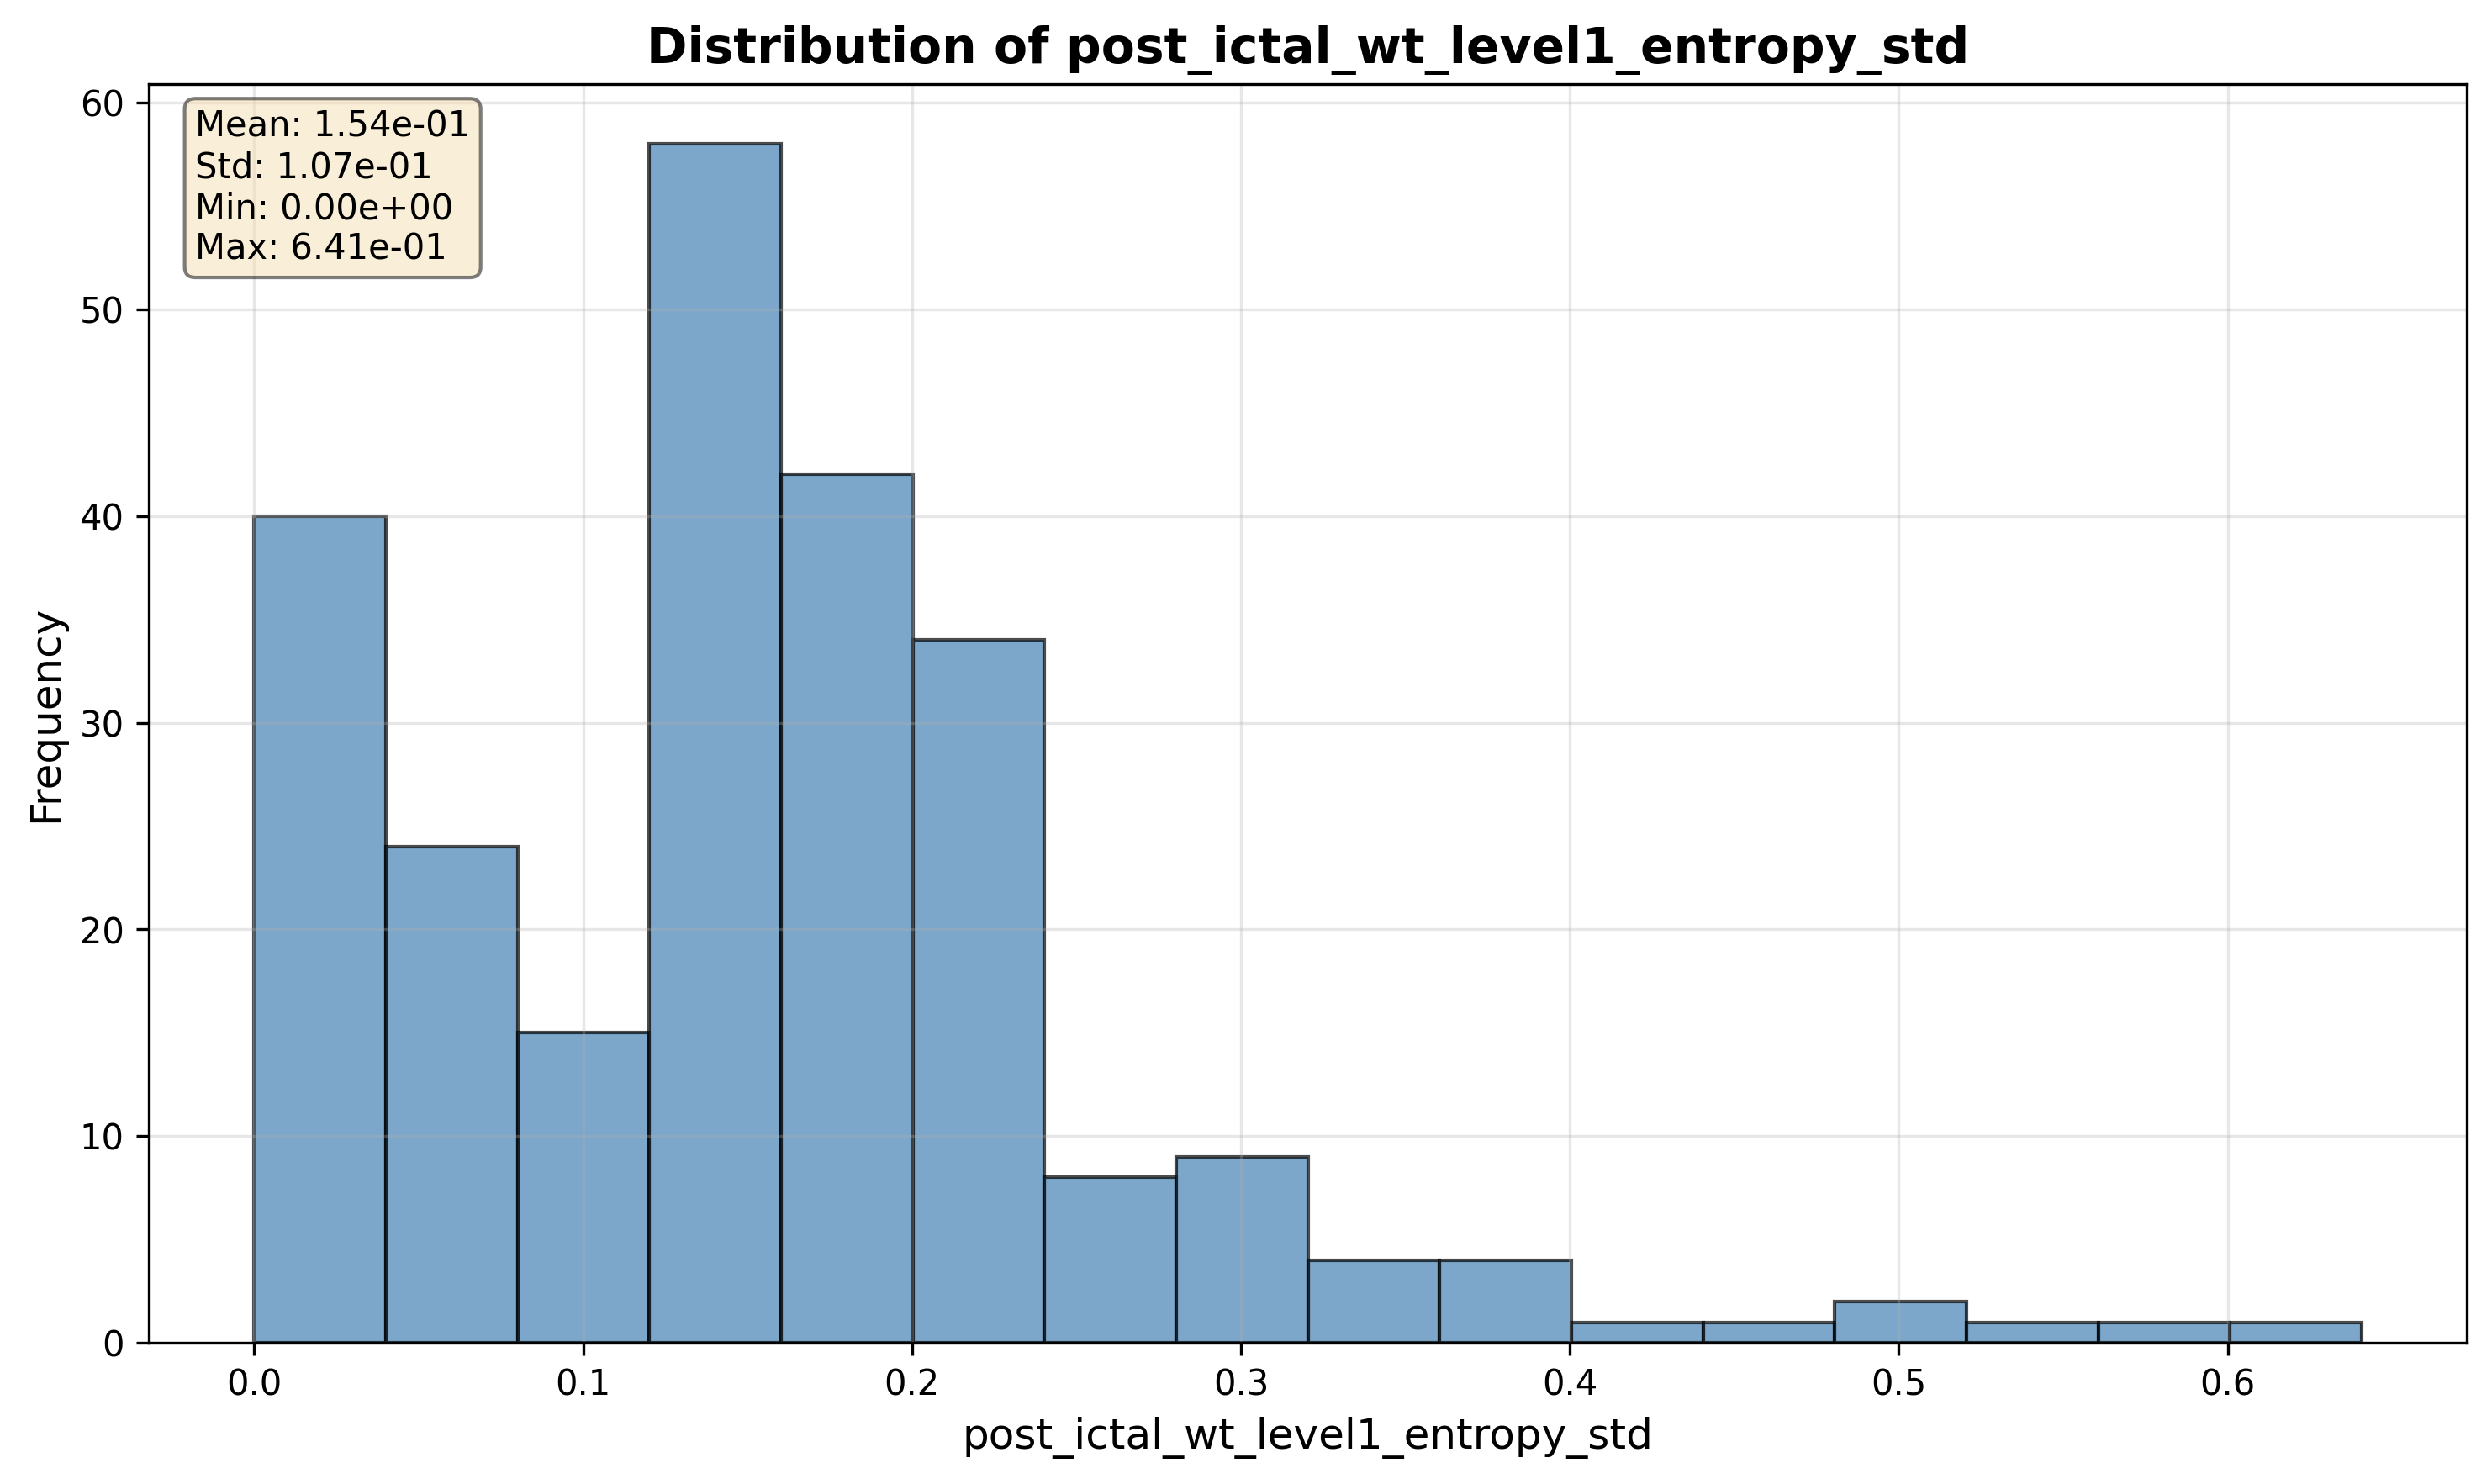 Distribution of post_ictal_wt_level1_entropy_std
Mean: 1.54e-01
Std: 1.07e-01
Min: 0.00e+00
Max: 6.41e-01
Frequency
60
50
40
30
20
10
0
0.0 0.1 0.2 0.3 0.4 0.5 0.6
post_ictal_wt_level1_entropy_std